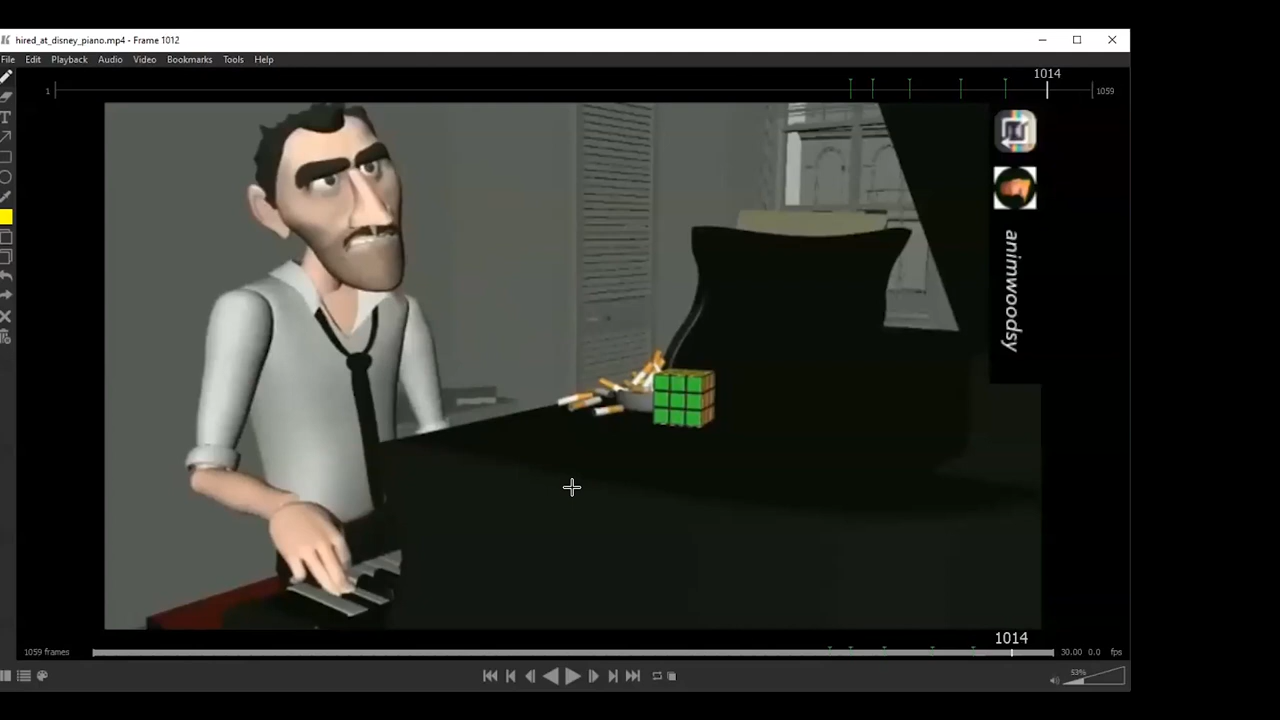 hired_at_disney_piano.mp4 - Frame 1012
File Edit Playback Audio Video Bookmarks Tools Help
1014
1 1059
animwoodsy
1014
1059 frames 30.00 0.0 fps
53%